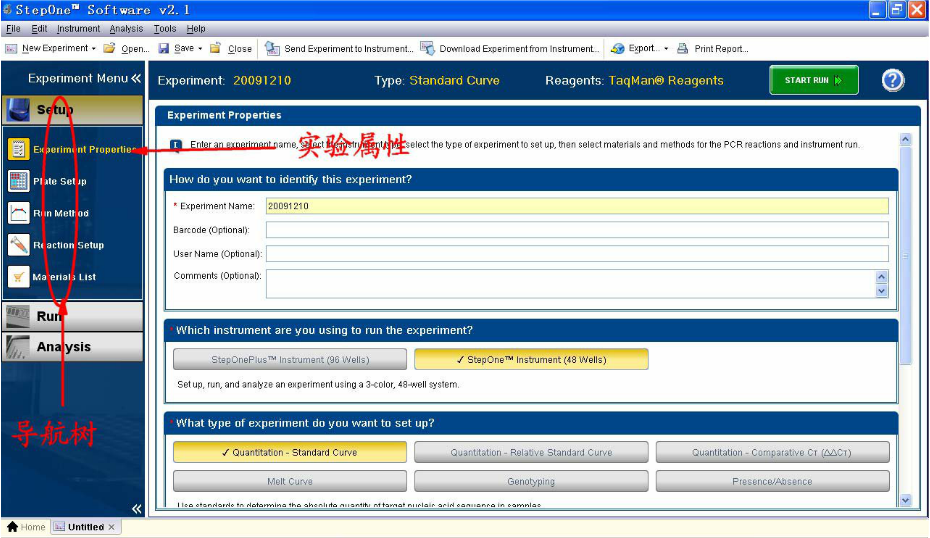 StepOne™ Software v2.1
File Edit Instrument Analysis Tools Help
New Experiment Open... Save Close Send Experiment to Instrument... Download Experiment from Instrument... Export... Print Report...
Experiment Menu «
Experiment: 20091210 Type: Standard Curve Reagents: TaqMan® Reagents START RUN ?
Setup
Experiment Properties
Plate Setup
Run Method
Reaction Setup
Materials List
Run
Analysis
导航树
«
Experiment Properties
Enter an experiment name, select the instrument type, select the type of experiment to set up, then select materials and methods for the PCR reactions and instrument run.
实验属性
How do you want to identify this experiment?
* Experiment Name: 20091210
Barcode (Optional):
User Name (Optional):
Comments (Optional):
* Which instrument are you using to run the experiment?
StepOnePlus™ Instrument (96 Wells) ✓ StepOne™ Instrument (48 Wells)
Set up, run, and analyze an experiment using a 3-color, 48-well system.
* What type of experiment do you want to set up?
✓ Quantitation - Standard Curve Quantitation - Relative Standard Curve Quantitation - Comparative CT (ΔΔCT)
Melt Curve Genotyping Presence/Absence
Use standards to determine the absolute quantity of target nucleic acid sequence in samples.
Home Untitled ×